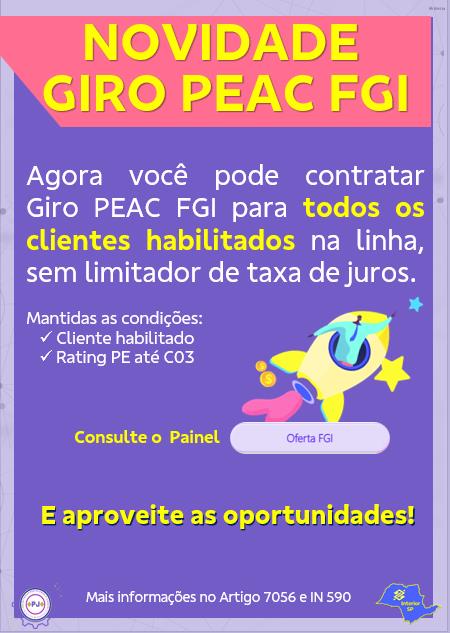 NOVIDADE
GIRO PEAC FGI
Agora você pode contratar
Giro PEAC FGI para todos os
clientes habilitados na linha,
sem limitador de taxa de juros.
Mantidas as condições:
✓ Cliente habilitado
✓ Rating PE até C03
Consulte o Painel
Oferta FGI
E aproveite as oportunidades!
Mais informações no Artigo 7056 e IN 590
PJ
Interior
SP